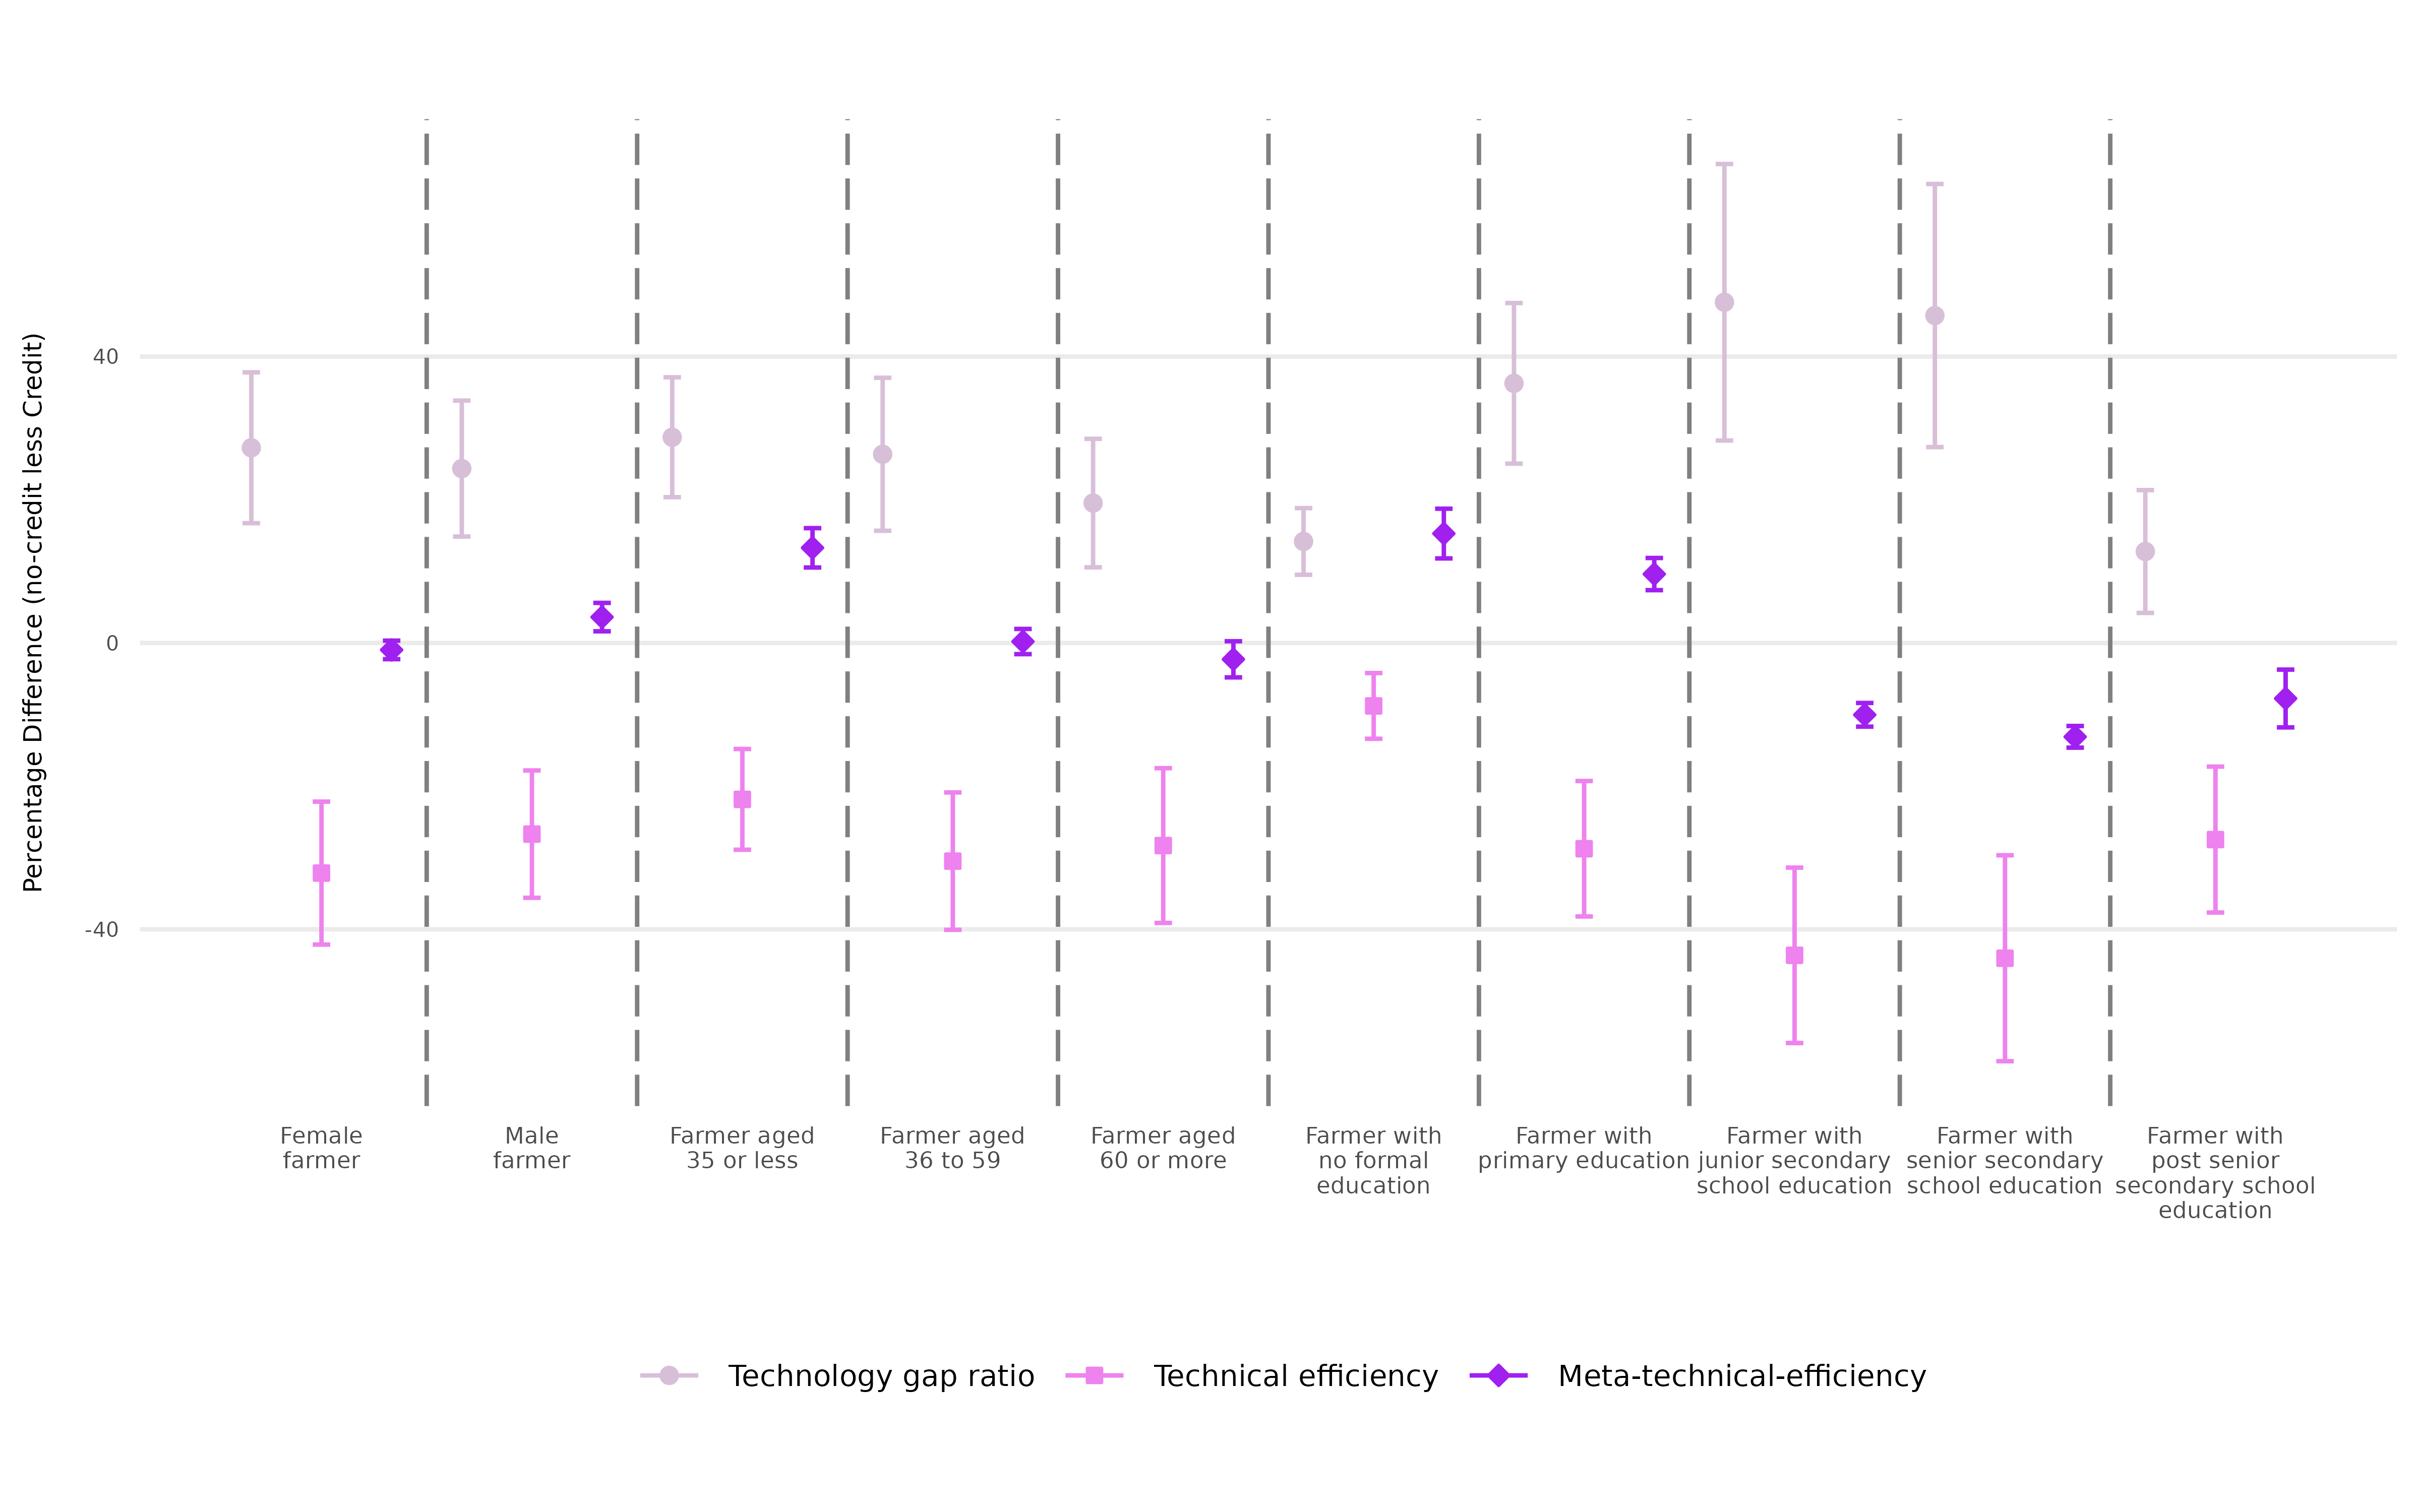 Percentage Difference (no-credit less Credit)
40
0
-40
Female
farmer
Male
farmer
Farmer aged
35 or less
Farmer aged
36 to 59
Farmer aged
60 or more
Farmer with
no formal
education
Farmer with
primary education
Farmer with
junior secondary
school education
Farmer with
senior secondary
school education
Farmer with
post senior
secondary school
education
Technology gap ratio
Technical efficiency
Meta-technical-efficiency